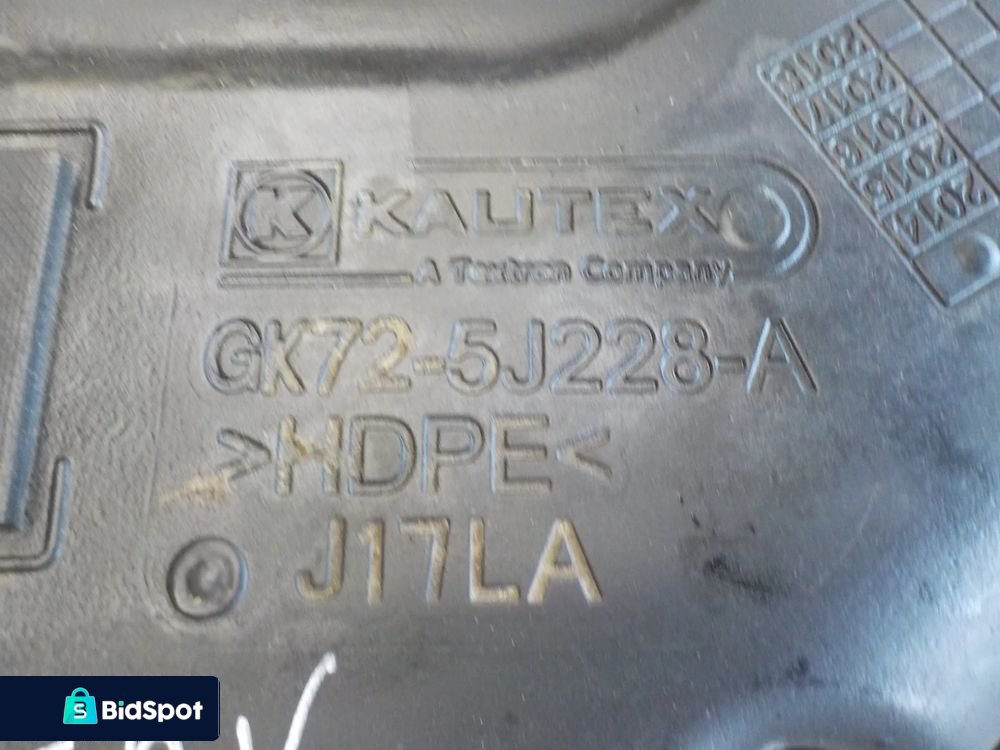 2018
2017
2016
2015
2014
K KAUTEX
A Textron Company
GK72-5J228-A
>HDPE<
J17LA
BidSpot